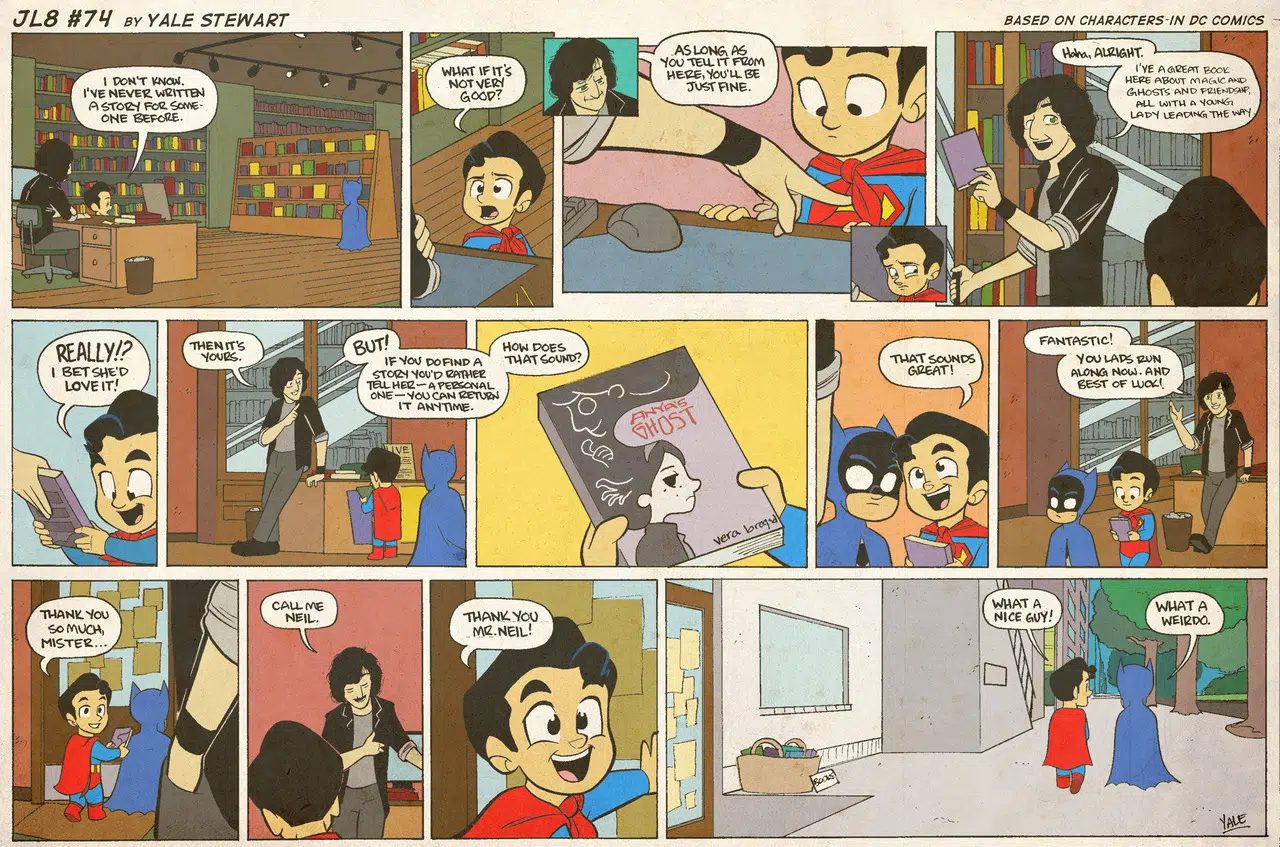 JL8 #74 BY YALE STEWART
BASED ON CHARACTERS IN DC COMICS
I DON'T KNOW.
I'VE NEVER WRITTEN
A STORY FOR SOME-
ONE BEFORE.
WHAT IF IT'S
NOT VERY
GOOD?
AS LONG AS
YOU TELL IT FROM
HERE, YOU'LL BE
JUST FINE.
Haha, ALRIGHT.
I'VE A GREAT BOOK
HERE ABOUT MAGIC AND
GHOSTS AND FRIENDSHIP,
ALL WITH A YOUNG
LADY LEADING THE WAY
REALLY!?
I BET SHE'D
LOVE IT!
THEN IT'S
YOURS.
BUT!
IF YOU DO FIND A
STORY YOU'D RATHER
TELL HER—A PERSONAL
ONE—YOU CAN RETURN
IT ANYTIME.
LIVE
HOW DOES
THAT SOUND?
ANYA'S
GHOST
vera brosgol
THAT SOUNDS
GREAT!
FANTASTIC!
YOU LADS RUN
ALONG NOW. AND
BEST OF LUCK!
THANK YOU
SO MUCH,
MISTER...
CALL ME
NEIL.
THANK YOU
MR. NEIL!
BOOKS
WHAT A
NICE GUY!
WHAT A
WEIRDO.
YALE